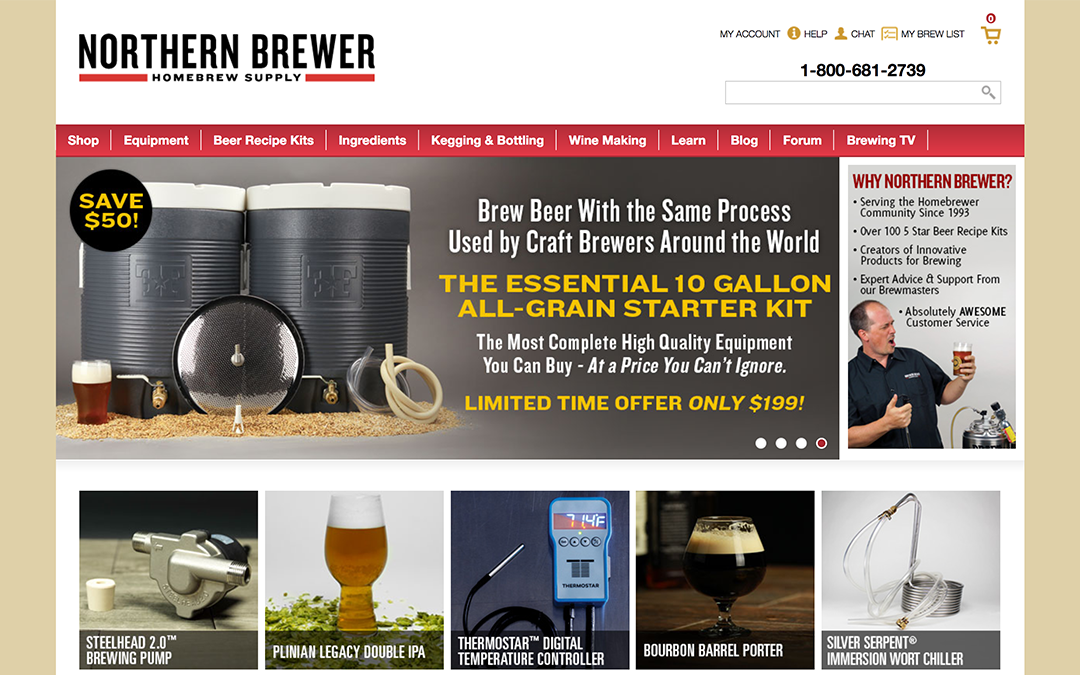 NORTHERN BREWER
HOMEBREW SUPPLY
MY ACCOUNT HELP CHAT MY BREW LIST 0
1-800-681-2739
Shop Equipment Beer Recipe Kits Ingredients Kegging & Bottling Wine Making Learn Blog Forum Brewing TV
SAVE
$50!
Brew Beer With the Same Process
Used by Craft Brewers Around the World
THE ESSENTIAL 10 GALLON
ALL-GRAIN STARTER KIT
The Most Complete High Quality Equipment
You Can Buy - At a Price You Can't Ignore.
LIMITED TIME OFFER ONLY $199!
WHY NORTHERN BREWER?
• Serving the Homebrewer
Community Since 1993
• Over 100 5 Star Beer Recipe Kits
• Creators of Innovative
Products for Brewing
• Expert Advice & Support From
our Brewmasters
• Absolutely AWESOME
Customer Service
STEELHEAD 2.0™
BREWING PUMP
PLINIAN LEGACY DOUBLE IPA
71.4F
THERMOSTAR
THERMOSTAR™ DIGITAL
TEMPERATURE CONTROLLER
BOURBON BARREL PORTER
SILVER SERPENT®
IMMERSION WORT CHILLER